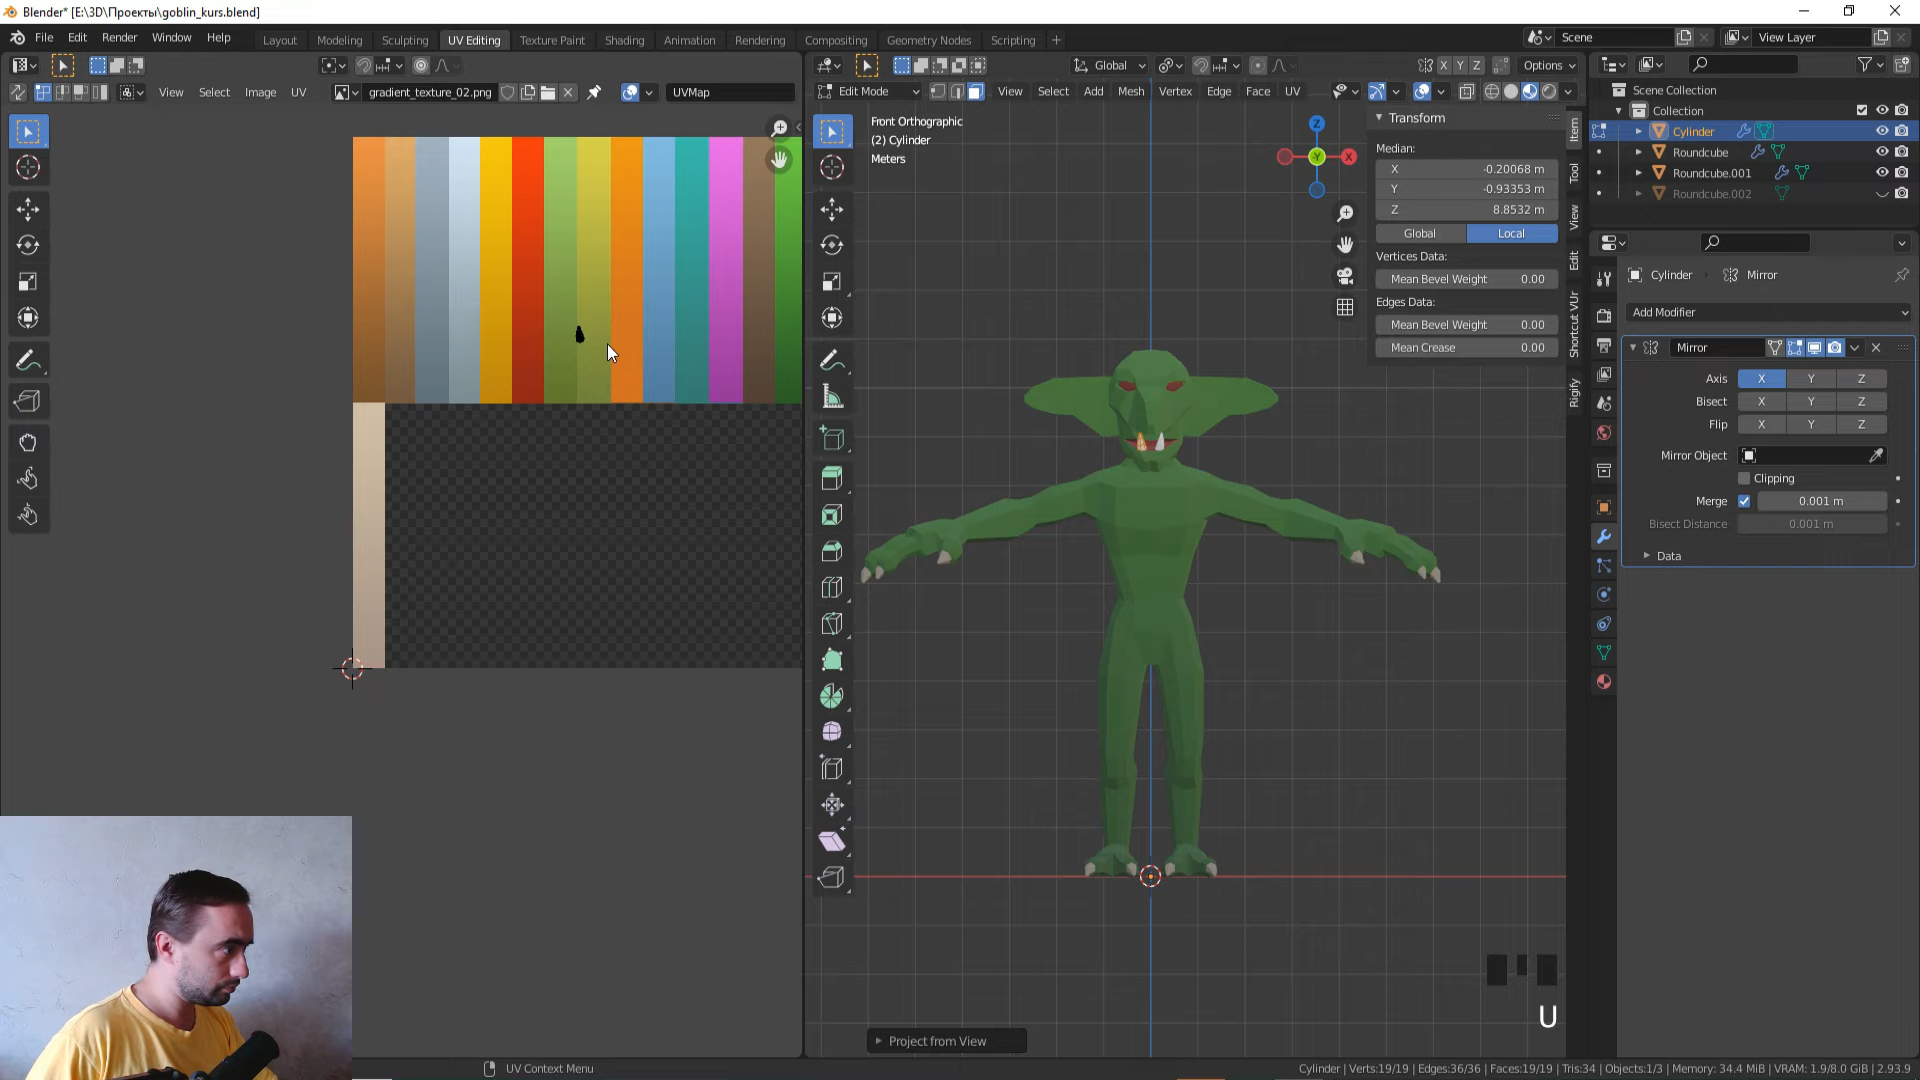 Blender* [E:\3D\Проекты\goblin_kurs.blend]
File Edit Render Window Help
Layout Modeling Sculpting UV Editing Texture Paint Shading Animation Rendering Compositing Geometry Nodes Scripting +
Scene
View Layer
Global
Options
X Y Z
View Select Image UV
gradient_texture_02.png
UVMap
Edit Mode
View Select Add Mesh Vertex Edge Face UV
Front Orthographic
(2) Cylinder
Meters
Z
X
Y
Transform
Median:
X -0.20068 m
Y -0.93353 m
Z 8.8532 m
Global Local
Vertices Data:
Mean Bevel Weight 0.00
Edges Data:
Mean Bevel Weight 0.00
Mean Crease 0.00
Item
Tool
View
Edit
Shortcut VUr
Rigify
Scene Collection
Collection
Cylinder
Roundcube
Roundcube.001
Roundcube.002
Cylinder > Mirror
Add Modifier
Mirror
Axis X Y Z
Bisect X Y Z
Flip X Y Z
Mirror Object
Clipping
Merge 0.001 m
Bisect Distance 0.001 m
Data
U
Project from View
UV Context Menu
Cylinder | Verts:19/19 | Edges:36/36 | Faces:19/19 | Tris:34 | Objects:1/3 | Memory: 34.4 MiB | VRAM: 1.9/8.0 GiB | 2.93.9